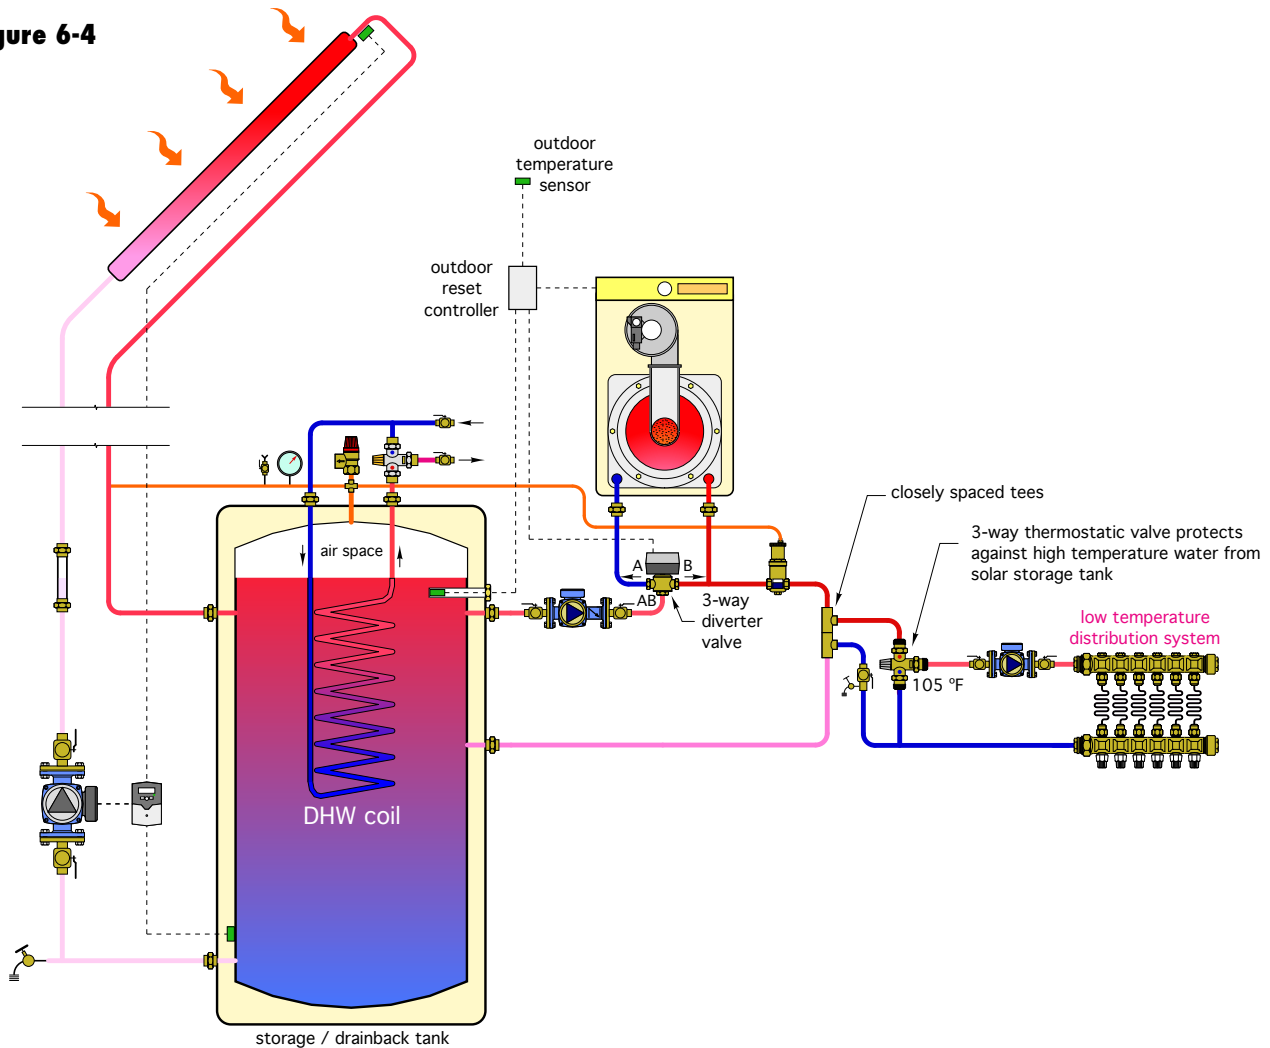 gure 6-4
outdoor
temperature
sensor
outdoor
reset
controller
closely spaced tees
3-way thermostatic valve protects
against high temperature water from
solar storage tank
air space
A
B
AB
3-way
diverter
valve
low temperature
distribution system
105 ºF
DHW coil
storage / drainback tank